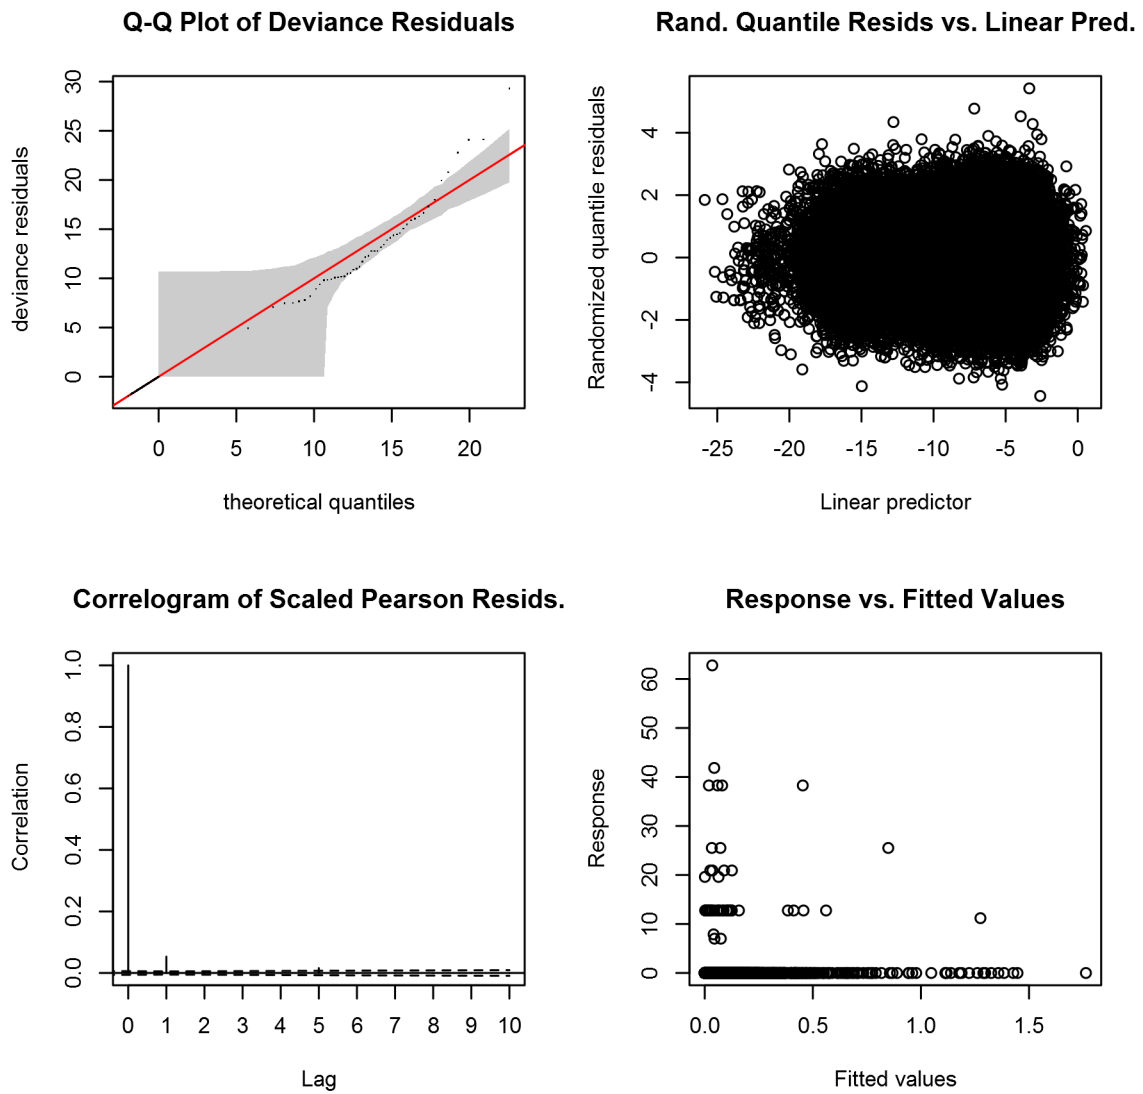 Q-Q Plot of Deviance Residuals
deviance residuals
30
25
20
15
10
5
0
0 5 10 15 20
theoretical quantiles
Rand. Quantile Resids vs. Linear Pred.
Randomized quantile residuals
4
2
0
-2
-4
-25 -20 -15 -10 -5 0
Linear predictor
Correlogram of Scaled Pearson Resids.
Correlation
1.0
0.8
0.6
0.4
0.2
0.0
0 1 2 3 4 5 6 7 8 9 10
Lag
Response vs. Fitted Values
Response
60
50
40
30
20
10
0
0.0 0.5 1.0 1.5
Fitted values